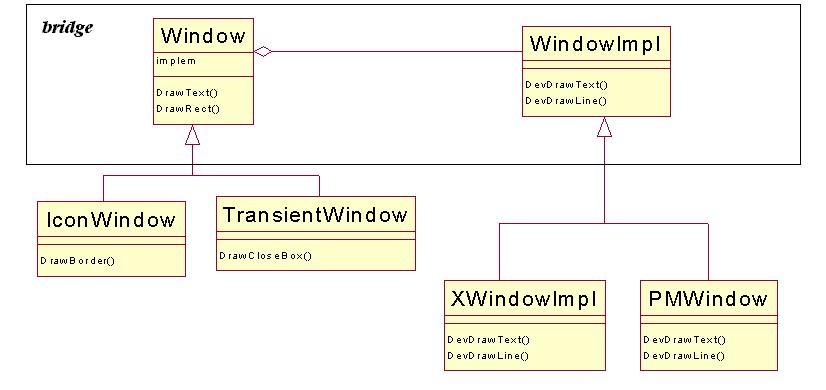 bridge
Window
implem
DrawText()
DrawRect()
WindowImpl
DevDrawText()
DevDrawLine()
IconWindow
DrawBorder()
TransientWindow
DrawCloseBox()
XWindowImpl
DevDrawText()
DevDrawLine()
PMWindow
DevDrawText()
DevDrawLine()